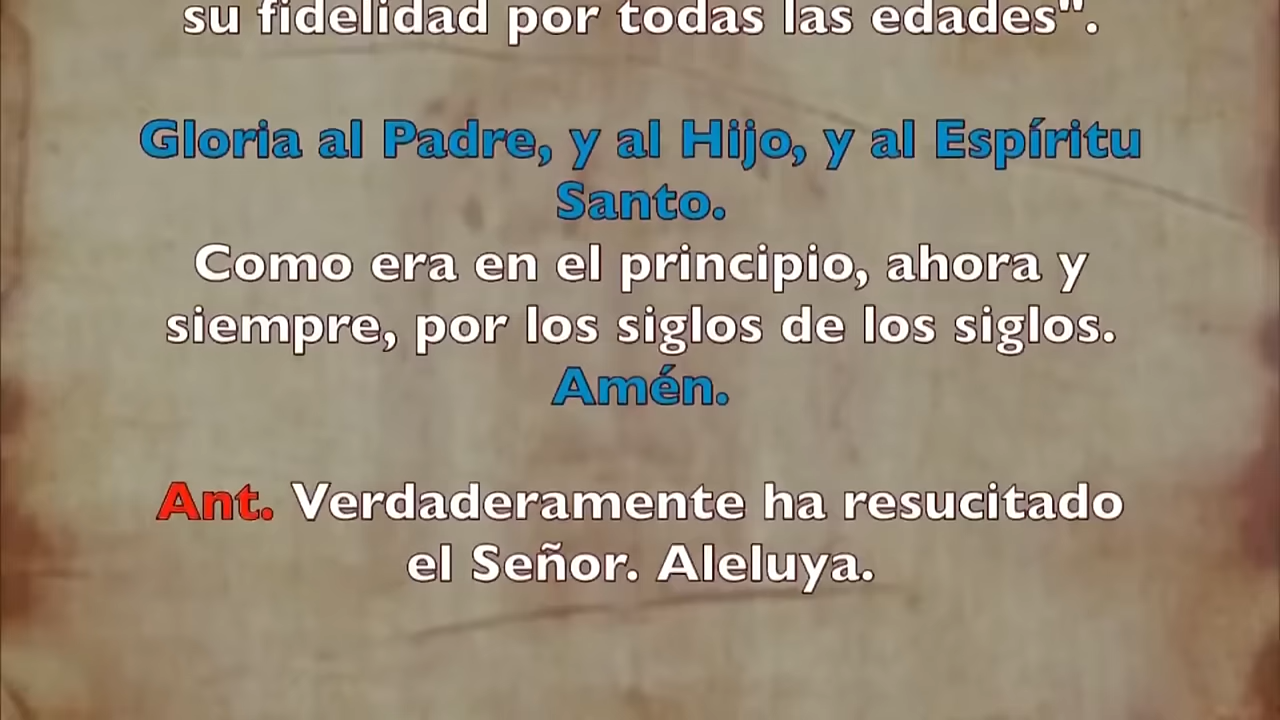 su fidelidad por todas las edades".
Gloria al Padre, y al Hijo, y al Espíritu
Santo.
Como era en el principio, ahora y
siempre, por los siglos de los siglos.
Amén.
Ant. Verdaderamente ha resucitado
el Señor. Aleluya.